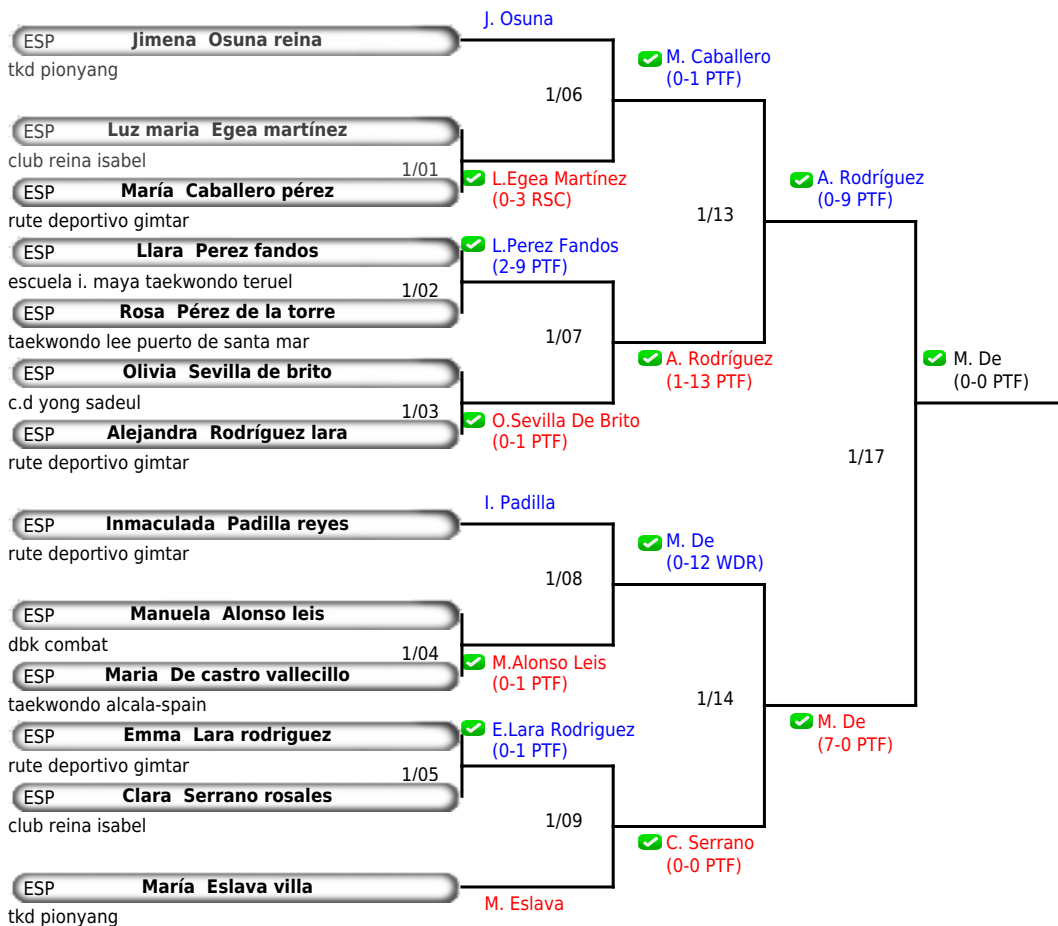 J. Osuna
ESP Jimena Osuna reina
tkd pionyang
M. Caballero
(0-1 PTF)
1/06
ESP Luz maria Egea martínez
club reina isabel
1/01
L.Egea Martínez
(0-3 RSC)
A. Rodríguez
(0-9 PTF)
ESP María Caballero pérez
rute deportivo gimtar
1/13
ESP Llara Perez fandos
L.Perez Fandos
(2-9 PTF)
escuela i. maya taekwondo teruel
1/02
ESP Rosa Pérez de la torre
taekwondo lee puerto de santa mar
1/07
ESP Olivia Sevilla de brito
A. Rodríguez
(1-13 PTF)
M. De
(0-0 PTF)
c.d yong sadeul
1/03
O.Sevilla De Brito
(0-1 PTF)
ESP Alejandra Rodríguez lara
rute deportivo gimtar
1/17
I. Padilla
ESP Inmaculada Padilla reyes
rute deportivo gimtar
M. De
(0-12 WDR)
1/08
ESP Manuela Alonso leis
dbk combat
1/04
M.Alonso Leis
(0-1 PTF)
ESP Maria De castro vallecillo
taekwondo alcala-spain
1/14
ESP Emma Lara rodriguez
E.Lara Rodriguez
(0-1 PTF)
M. De
(7-0 PTF)
rute deportivo gimtar
1/05
ESP Clara Serrano rosales
club reina isabel
1/09
C. Serrano
(0-0 PTF)
ESP María Eslava villa
M. Eslava
tkd pionyang